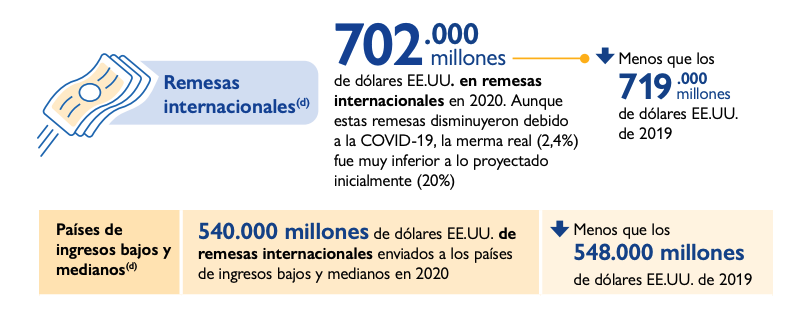 Remesas
internacionales(d)
702.000
millones
de dólares EE.UU. en remesas
internacionales en 2020. Aunque
estas remesas disminuyeron debido
a la COVID-19, la merma real (2,4%)
fue muy inferior a lo proyectado
inicialmente (20%)
Menos que los
719.000
millones
de dólares EE.UU.
de 2019
Países de
ingresos bajos y
medianos(d)
540.000 millones de dólares EE.UU. de
remesas internacionales enviados a los países
de ingresos bajos y medianos en 2020
Menos que los
548.000 millones
de dólares EE.UU. de 2019